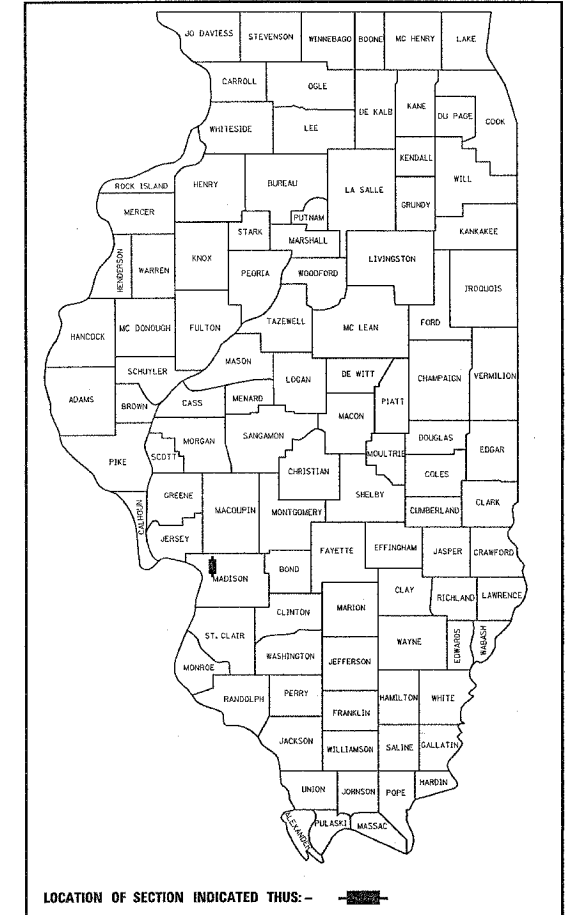 JO DAVIESS STEVENSON WINNEBAGO BOONE MC HENRY LAKE
CARROLL OGLE DE KALB KANE DU PAGE COOK
WHITESIDE LEE
KENDALL WILL
ROCK ISLAND HENRY BUREAU LA SALLE GRUNDY
MERCER PUTNAM
STARK MARSHALL KANKAKEE
HENDERSON WARREN KNOX PEORIA WOODFORD LIVINGSTON IROQUOIS
HANCOCK MC DONOUGH FULTON TAZEWELL MC LEAN FORD
SCHUYLER MASON
ADAMS BROWN CASS MENARD LOGAN DE WITT PIATT CHAMPAIGN VERMILION
MACON
PIKE SCOTT MORGAN SANGAMON CHRISTIAN MOULTRIE DOUGLAS EDGAR
COLES
CALHOUN GREENE MACOUPIN MONTGOMERY SHELBY CUMBERLAND CLARK
JERSEY
MADISON BOND FAYETTE EFFINGHAM JASPER CRAWFORD
CLINTON MARION CLAY RICHLAND LAWRENCE
ST. CLAIR WASHINGTON JEFFERSON WAYNE EDWARDS WABASH
MONROE
RANDOLPH PERRY FRANKLIN HAMILTON WHITE
JACKSON WILLIAMSON SALINE GALLATIN
UNION JOHNSON POPE HARDIN
ALEXANDER PULASKI MASSAC
LOCATION OF SECTION INDICATED THUS:-